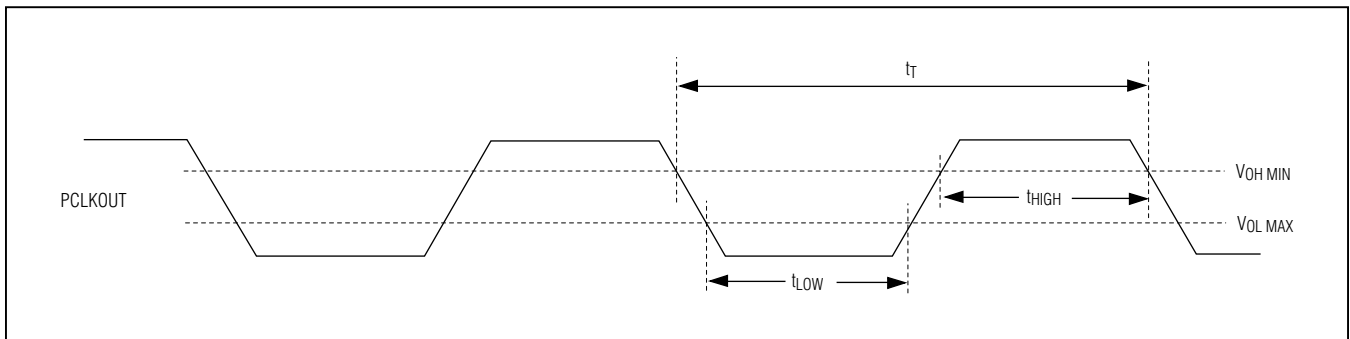 tT
VOH MIN
PCLKOUT
tHIGH
VOL MAX
tLOW